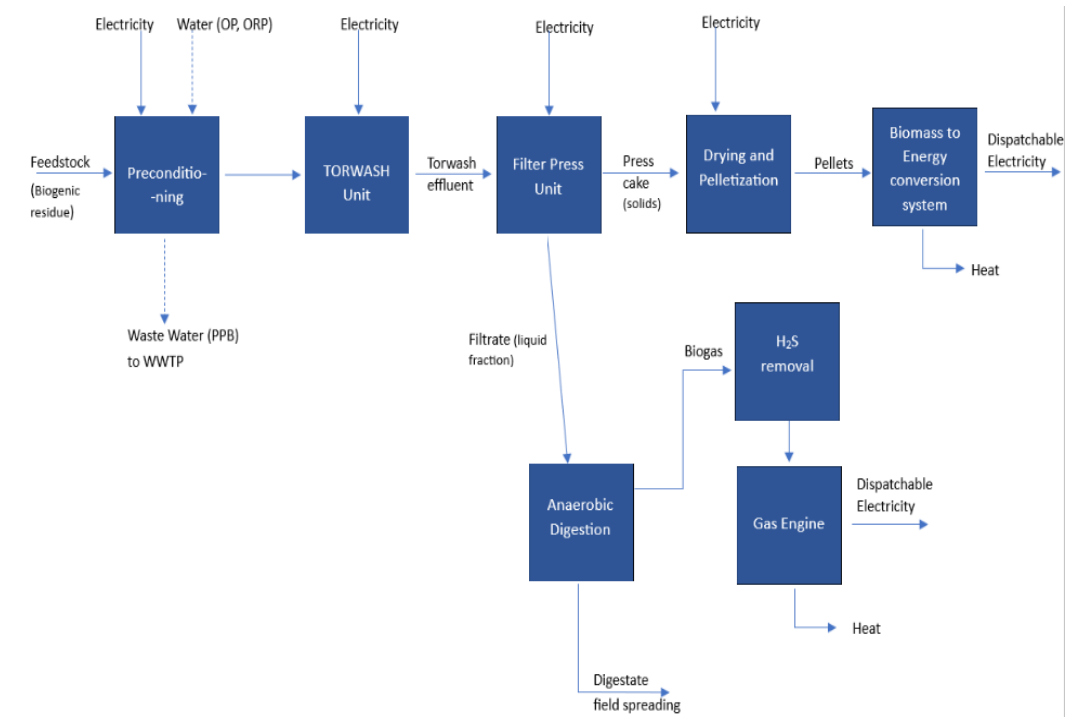 Electricity
Water (OP, ORP)
Electricity
Electricity
Electricity
Feedstock
(Biogenic
residue)
Preconditio-
-ning
TORWASH
Unit
Torwash
effluent
Filter Press
Unit
Press
cake
(solids)
Drying and
Pelletization
Pellets
Biomass to
Energy
conversion
system
Dispatchable
Electricity
Heat
Waste Water (PPB)
to WWTP
Filtrate (liquid
fraction)
Biogas
H₂S
removal
Anaerobic
Digestion
Gas Engine
Dispatchable
Electricity
Heat
Digestate
field spreading